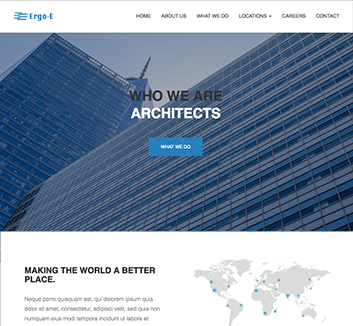 Ergo-E
HOME ABOUT US WHAT WE DO LOCATIONS CAREERS CONTACT
WHO WE ARE
ARCHITECTS
WHAT WE DO
MAKING THE WORLD A BETTER
PLACE.
Neque porro quisquam est, qui dolorem ipsum quia
dolor sit amet, consectetur, adipisci velit, sed quia non
numquam eius modi tempora incidunt ut labore et